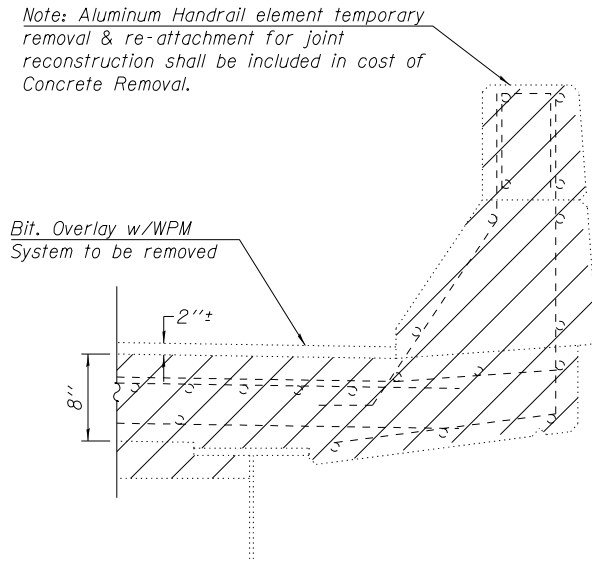 Note: Aluminum Handrail element temporary
removal & re-attachment for joint
reconstruction shall be included in cost of
Concrete Removal.
Bit. Overlay w/WPM
System to be removed
2"±
8"